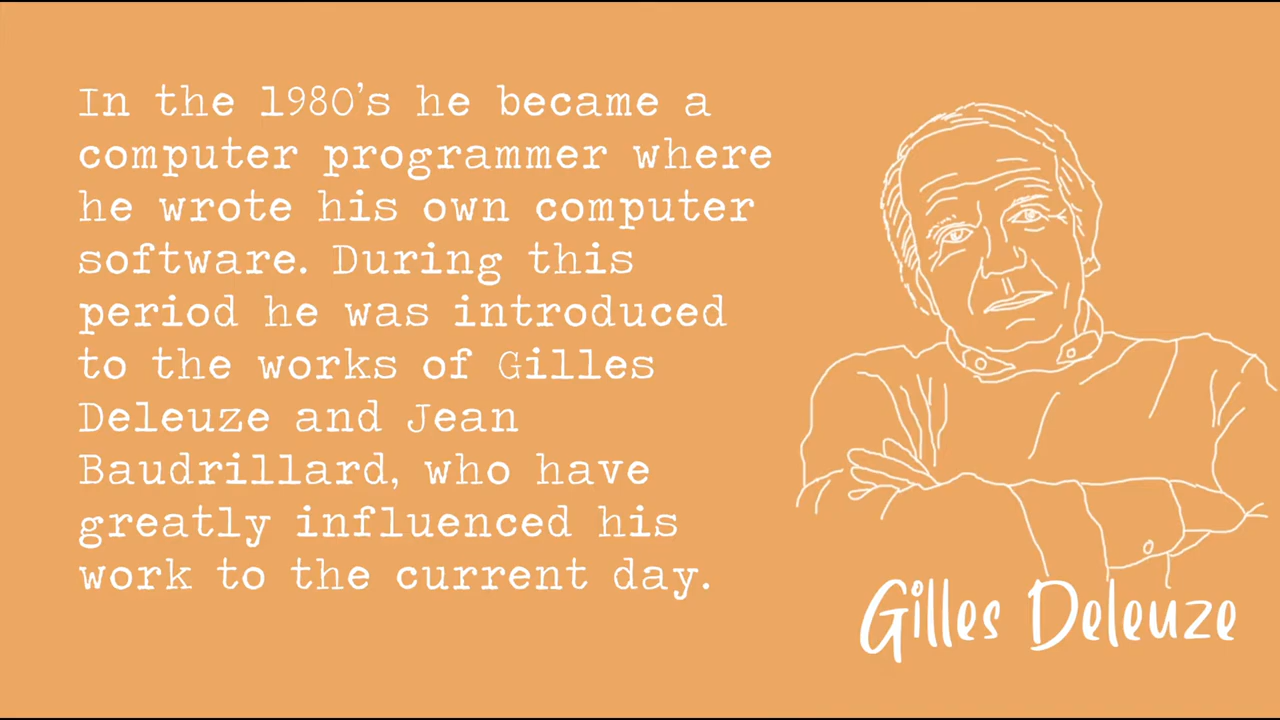 In the 1980's he became a
computer programmer where
he wrote his own computer
software. During this
period he was introduced
to the works of Gilles
Deleuze and Jean
Baudrillard, who have
greatly influenced his
work to the current day.
Gilles Deleuze